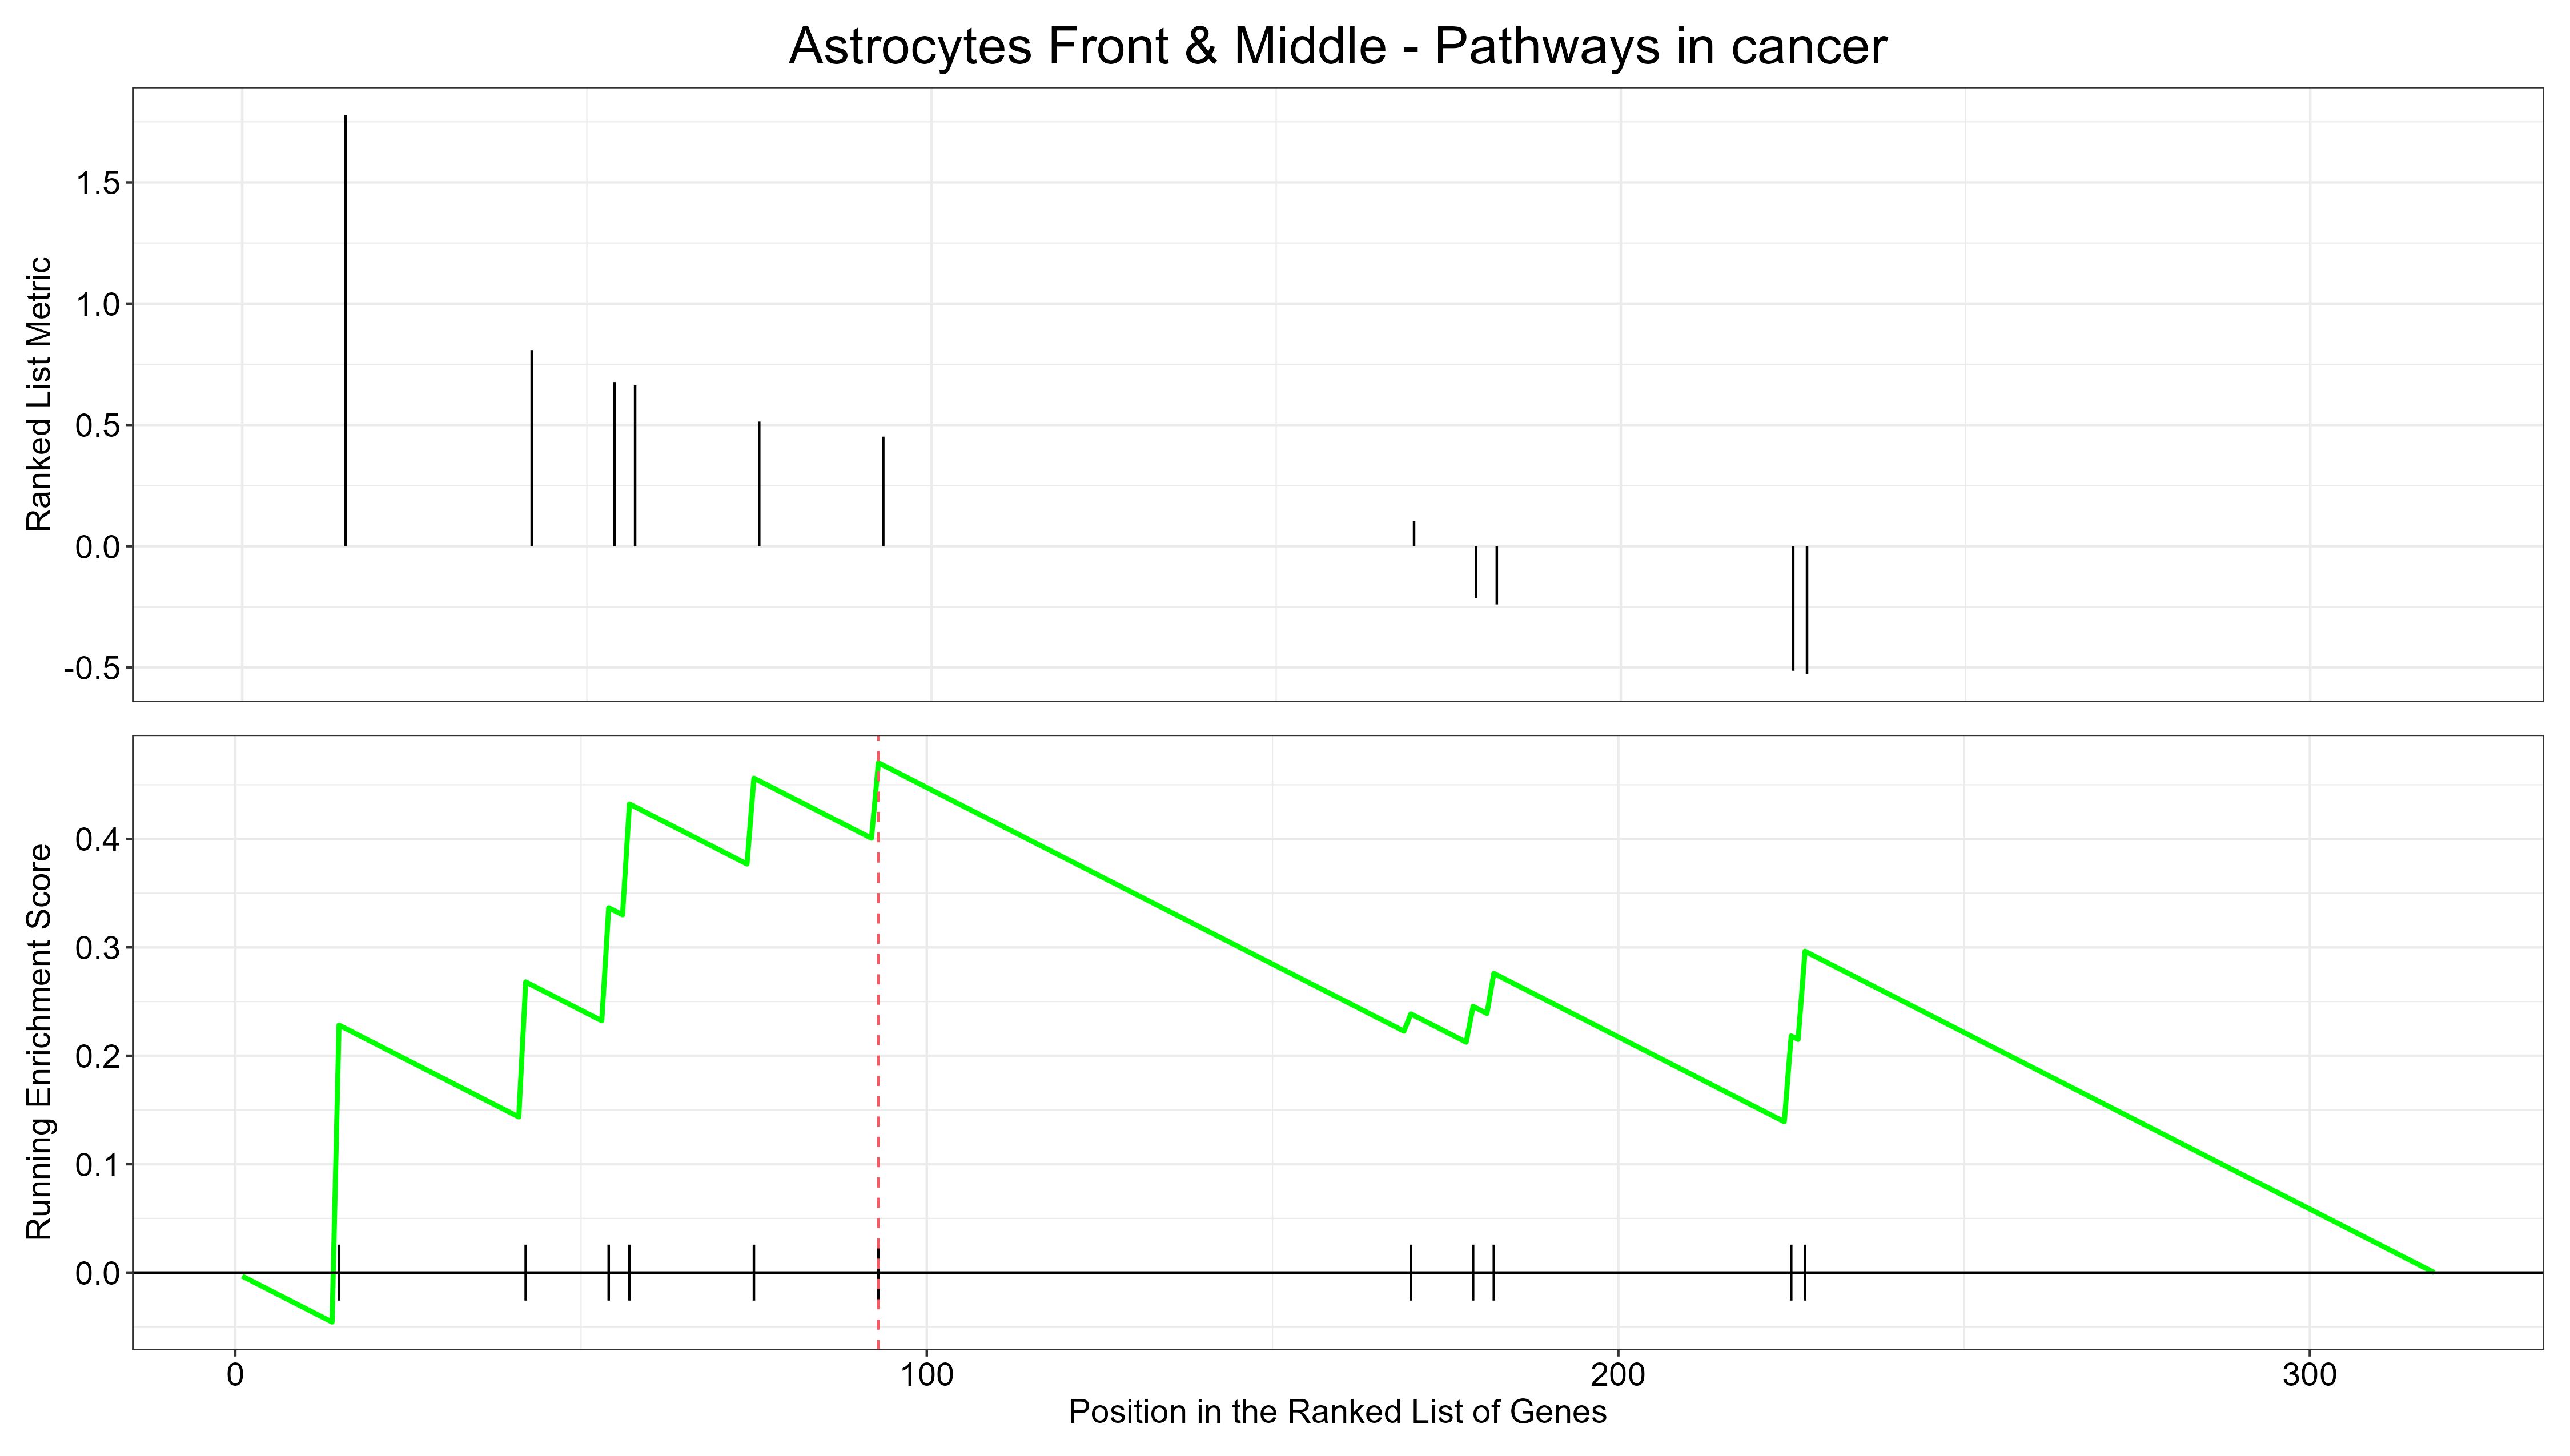 Astrocytes Front & Middle - Pathways in cancer
Ranked List Metric
1.5
1.0
0.5
0.0
-0.5
Running Enrichment Score
0.4
0.3
0.2
0.1
0.0
0 100 200 300
Position in the Ranked List of Genes